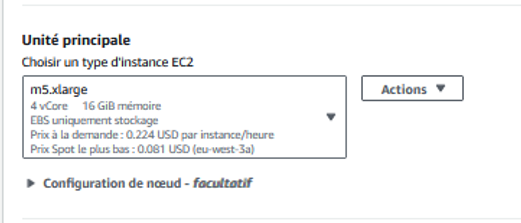 Unité principale
Choisir un type d'instance EC2
m5.xlarge
4 vCore 16 GiB mémoire
EBS uniquement stockage
Prix à la demande : 0.224 USD par instance/heure
Prix Spot le plus bas : 0.081 USD (eu-west-3a)
Actions
Configuration de nœud - facultatif